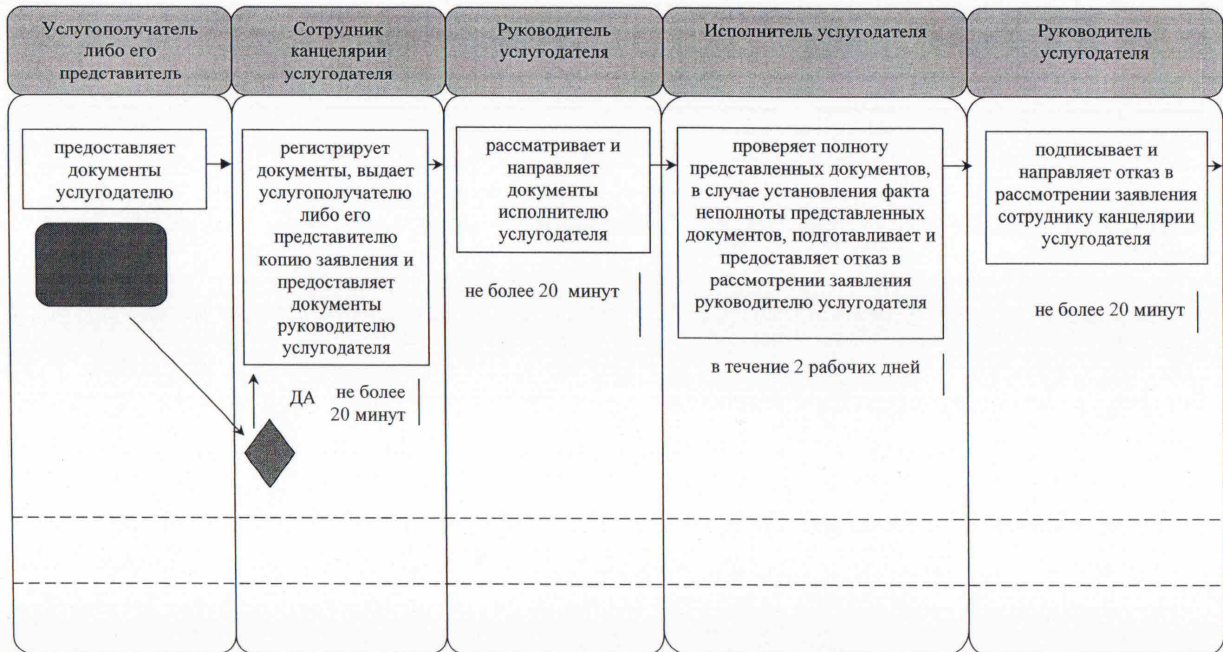 Услугополучатель
либо его
представитель
Сотрудник
канцелярии
услугодателя
Руководитель
услугодателя
Исполнитель услугодателя
Руководитель
услугодателя
предоставляет
документы
услугодателю
регистрирует
документы, выдает
услугополучателю
либо его
представителю
копию заявления и
предоставляет
документы
руководителю
услугодателя
рассматривает и
направляет
документы
исполнителю
услугодателя
проверяет полноту
представленных документов,
в случае установления факта
неполноты представленных
документов, подготавливает и
предоставляет отказ в
рассмотрении заявления
руководителю услугодателя
подписывает и
направляет отказ в
рассмотрении заявления
сотруднику канцелярии
услугодателя
ДА
не более
20 минут
не более 20 минут
в течение 2 рабочих дней
не более 20 минут